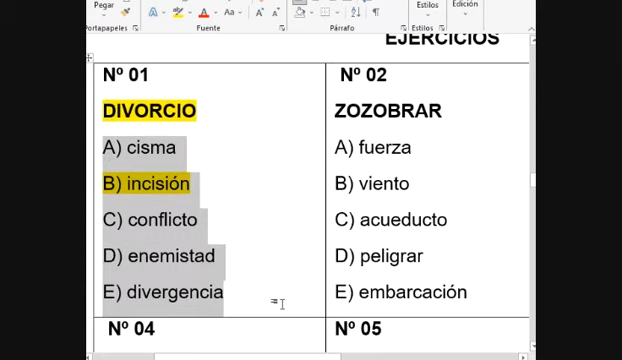 Pegar
Estilos
Edición
Portapapeles
Fuente
Párrafo
Estilos
EJERCICIOS
Nº 01
DIVORCIO
A) cisma
B) incisión
C) conflicto
D) enemistad
E) divergencia
Nº 02
ZOZOBRAR
A) fuerza
B) viento
C) acueducto
D) peligrar
E) embarcación
Nº 04
Nº 05